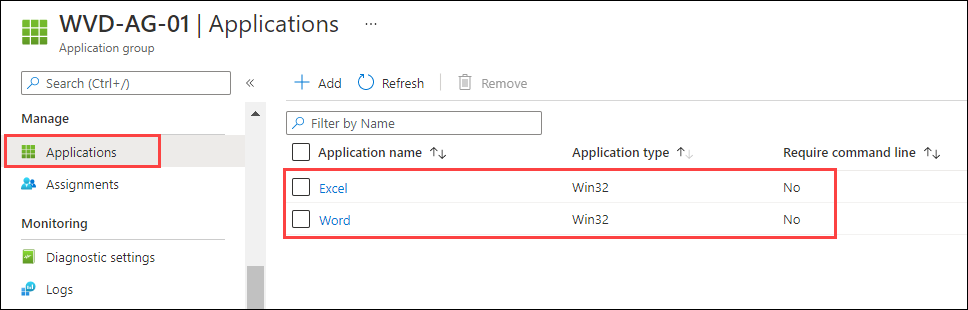 WVD-AG-01 | Applications ...
Application group
Search (Ctrl+/) «
Manage
Applications
Assignments
Monitoring
Diagnostic settings
Logs
+ Add Refresh Remove
Filter by Name
Application name ↑↓ Application type ↑↓ Require command line ↑↓
Excel Win32 No
Word Win32 No